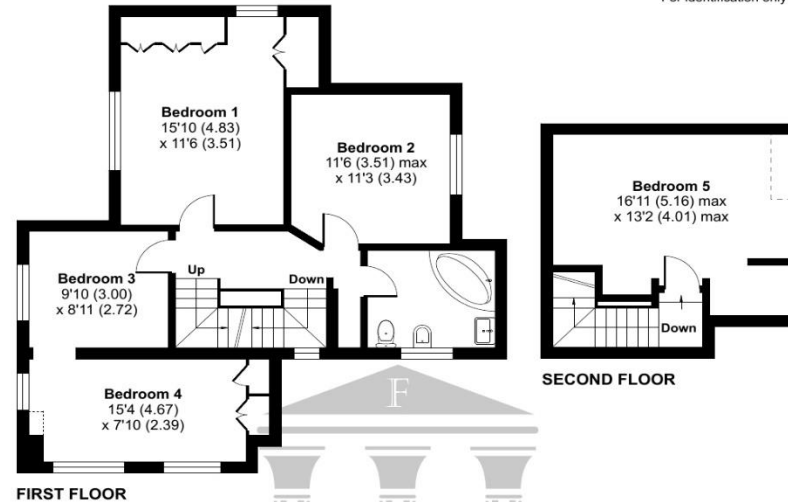 For identification only
Bedroom 1
15'10 (4.83)
x 11'6 (3.51)
Bedroom 2
11'6 (3.51) max
x 11'3 (3.43)
Bedroom 5
16'11 (5.16) max
x 13'2 (4.01) max
Bedroom 3
9'10 (3.00)
x 8'11 (2.72)
Up
Down
Down
Bedroom 4
15'4 (4.67)
x 7'10 (2.39)
SECOND FLOOR
F
FIRST FLOOR